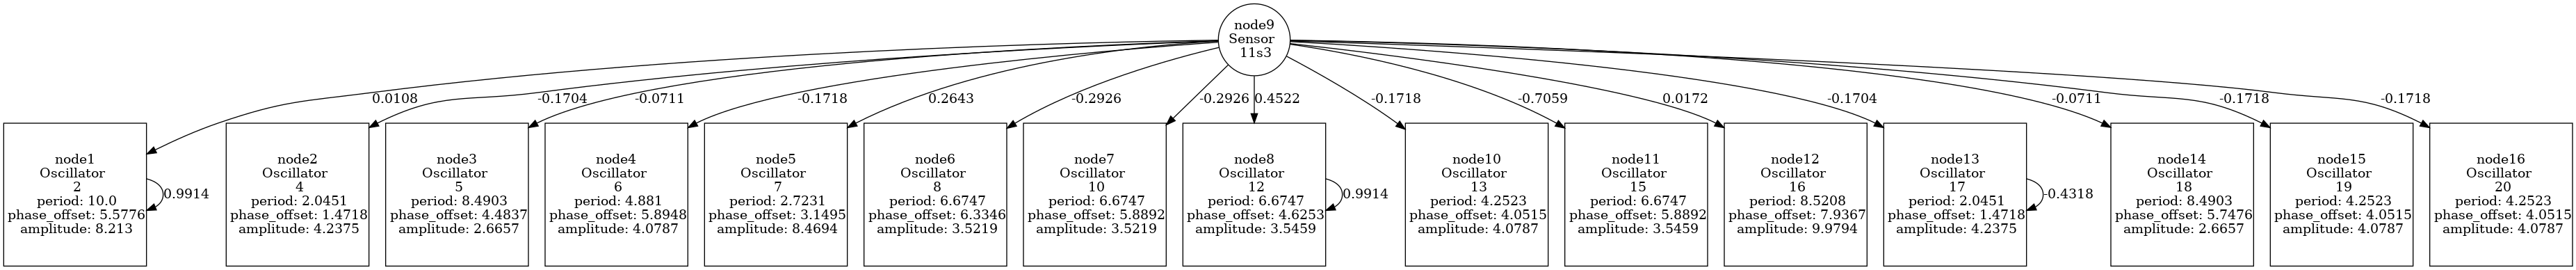 node9
Sensor
11s3
0.0108
-0.1704
-0.0711
-0.1718
0.2643
-0.2926
-0.2926
0.4522
-0.1718
-0.7059
0.0172
-0.1704
-0.0711
-0.1718
-0.1718
node1
Oscillator
2
period: 10.0
phase_offset: 5.5776
amplitude: 8.213
0.9914
node2
Oscillator
4
period: 2.0451
phase_offset: 1.4718
amplitude: 4.2375
node3
Oscillator
5
period: 8.4903
phase_offset: 4.4837
amplitude: 2.6657
node4
Oscillator
6
period: 4.881
phase_offset: 5.8948
amplitude: 4.0787
node5
Oscillator
7
period: 2.7231
phase_offset: 3.1495
amplitude: 8.4694
node6
Oscillator
8
period: 6.6747
phase_offset: 6.3346
amplitude: 3.5219
node7
Oscillator
10
period: 6.6747
phase_offset: 5.8892
amplitude: 3.5219
node8
Oscillator
12
period: 6.6747
phase_offset: 4.6253
amplitude: 3.5459
0.9914
node10
Oscillator
13
period: 4.2523
phase_offset: 4.0515
amplitude: 4.0787
node11
Oscillator
15
period: 6.6747
phase_offset: 5.8892
amplitude: 3.5459
node12
Oscillator
16
period: 8.5208
phase_offset: 7.9367
amplitude: 9.9794
node13
Oscillator
17
period: 2.0451
phase_offset: 1.4718
amplitude: 4.2375
-0.4318
node14
Oscillator
18
period: 8.4903
phase_offset: 5.7476
amplitude: 2.6657
node15
Oscillator
19
period: 4.2523
phase_offset: 4.0515
amplitude: 4.0787
node16
Oscillator
20
period: 4.2523
phase_offset: 4.0515
amplitude: 4.0787